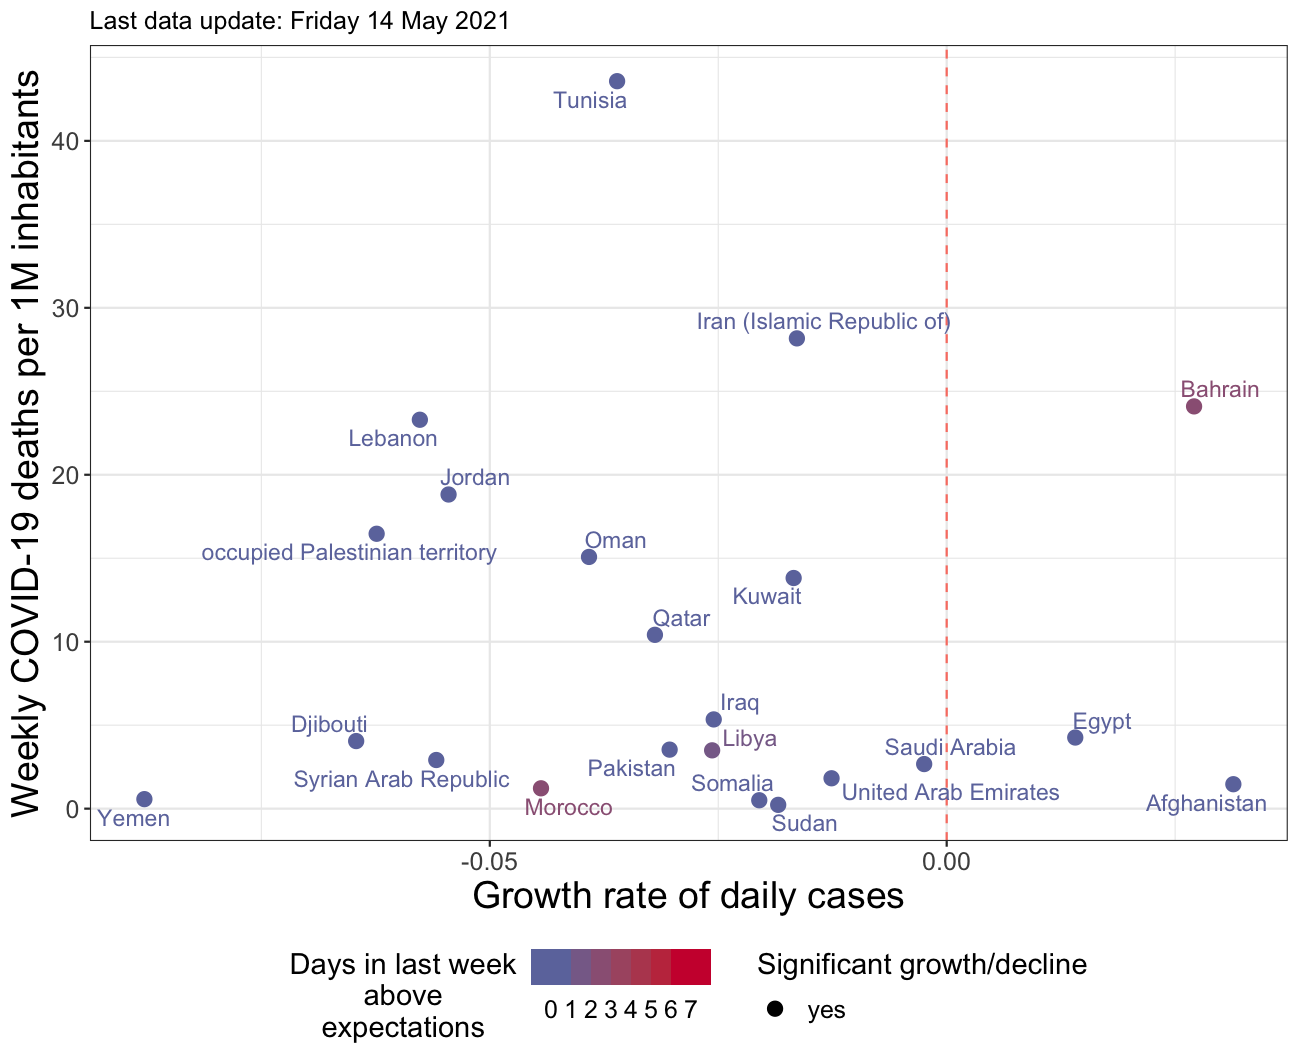 Last data update: Friday 14 May 2021
Weekly COVID-19 deaths per 1M inhabitants
40
30
20
10
0
Tunisia
Iran (Islamic Republic of)
Bahrain
Lebanon
Jordan
occupied Palestinian territory
Oman
Kuwait
Qatar
Iraq
Djibouti
Egypt
Libya
Saudi Arabia
Pakistan
Syrian Arab Republic
Somalia
United Arab Emirates
Morocco
Afghanistan
Yemen
Sudan
-0.05
0.00
Growth rate of daily cases
Days in last week
above
expectations
0 1 2 3 4 5 6 7
Significant growth/decline
yes